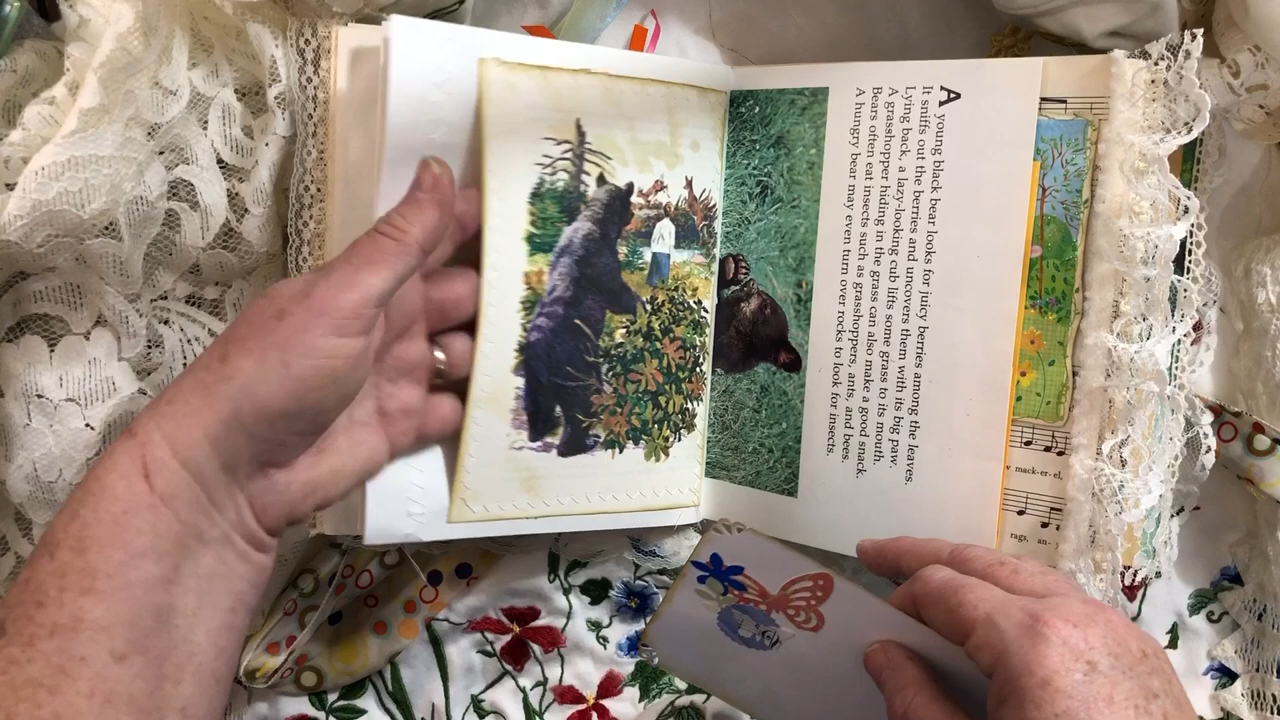 A young black bear looks for juicy berries among the leaves.
It sniffs out the berries and uncovers them with its big paw.
Lying back, a lazy-looking cub lifts some grass to its mouth.
A grasshopper hiding in the grass can also make a good snack.
Bears often eat insects such as grasshoppers, ants, and bees.
A hungry bear may even turn over rocks to look for insects.
mack-er-el,
rags, an-